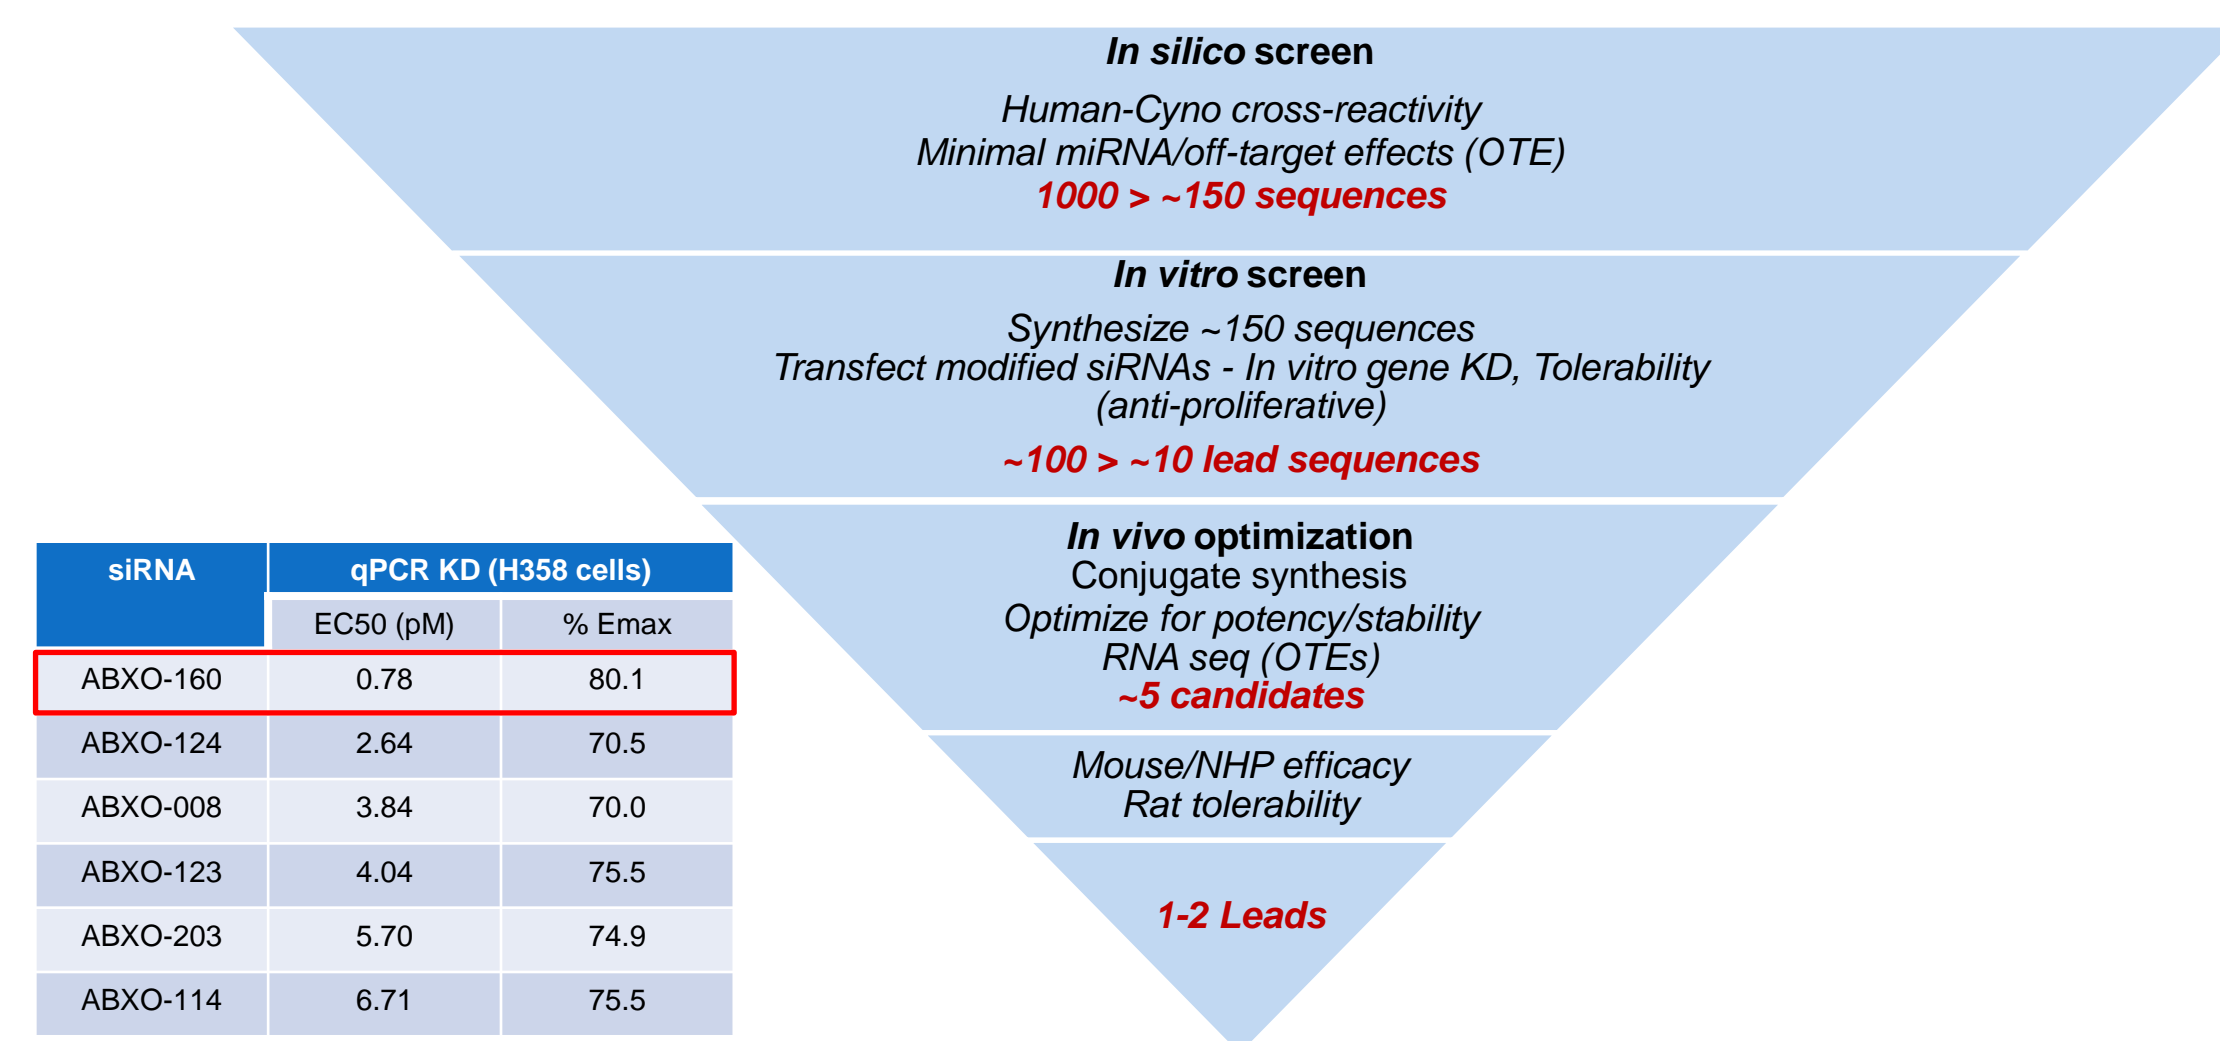 In silico screen
Human-Cyno cross-reactivity
Minimal miRNA/off-target effects (OTE)
1000 > ~150 sequences
In vitro screen
Synthesize ~150 sequences
Transfect modified siRNAs - In vitro gene KD, Tolerability
(anti-proliferative)
~100 > ~10 lead sequences
In vivo optimization
Conjugate synthesis
Optimize for potency/stability
RNA seq (OTEs)
~5 candidates
Mouse/NHP efficacy
Rat tolerability
1-2 Leads
siRNA qPCR KD (H358 cells)
EC50 (pM) % Emax
ABXO-160 0.78 80.1
ABXO-124 2.64 70.5
ABXO-008 3.84 70.0
ABXO-123 4.04 75.5
ABXO-203 5.70 74.9
ABXO-114 6.71 75.5